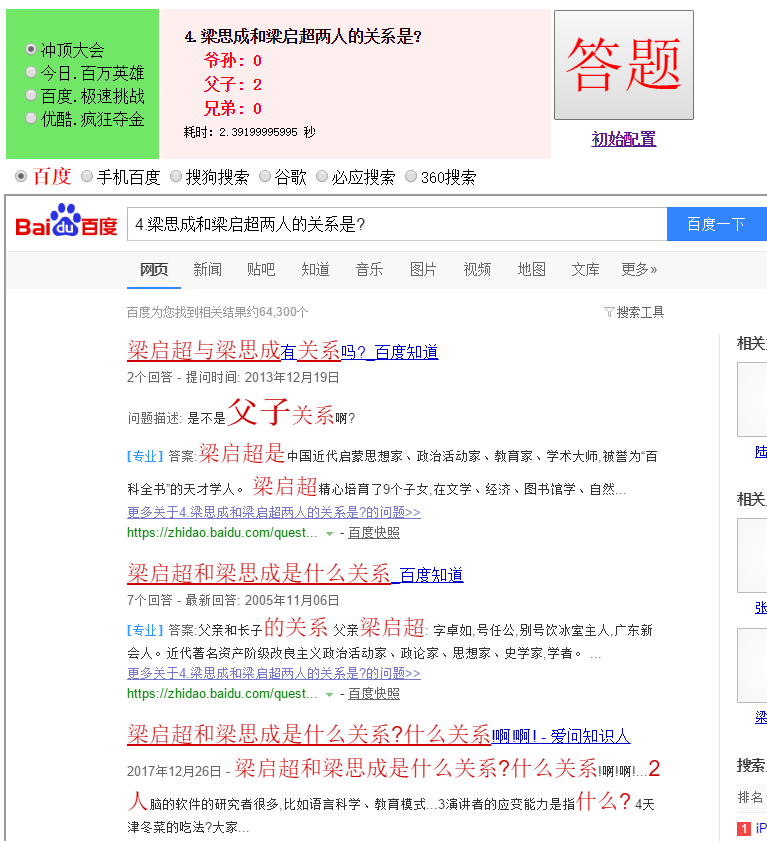 冲顶大会
今日.百万英雄
百度.极速挑战
优酷.疯狂夺金
4.梁思成和梁启超两人的关系是?
爷孙: 0
父子: 2
兄弟: 0
耗时: 2.39199995995 秒
答题
初始配置
百度 手机百度 搜狗搜索 谷歌 必应搜索 360搜索
Bai du 百度 4.梁思成和梁启超两人的关系是? 百度一下
网页 新闻 贴吧 知道 音乐 图片 视频 地图 文库 更多»
百度为您找到相关结果约64,300个 搜索工具
梁启超与梁思成有关系吗?_百度知道
2个回答 - 提问时间: 2013年12月19日
问题描述: 是不是父子关系啊?
[专业] 答案:梁启超是中国近代启蒙思想家、政治活动家、教育家、学术大师,被誉为“百
科全书”的天才学人。 梁启超精心培育了9个子女,在文学、经济、图书馆学、自然...
更多关于4.梁思成和梁启超两人的关系是?的问题>>
https://zhidao.baidu.com/quest... - 百度快照
梁启超和梁思成是什么关系_百度知道
7个回答 - 最新回答: 2005年11月06日
[专业] 答案:父亲和长子的关系 父亲梁启超: 字卓如,号任公,别号饮冰室主人,广东新
会人。近代著名资产阶级改良主义政治活动家、政论家、思想家、史学家,学者。 ...
更多关于4.梁思成和梁启超两人的关系是?的问题>>
https://zhidao.baidu.com/quest... - 百度快照
梁启超和梁思成是什么关系?什么关系!啊!啊! - 爱问知识人
2017年12月26日 - 梁启超和梁思成是什么关系?什么关系!啊!啊!...2
人脑的软件的研究者很多,比如语言科学、教育模式...3演讲者的应变能力是指什么? 4天
津冬菜的吃法?大家...
相关
陆
相关
张
梁
搜索
排名
1 iP